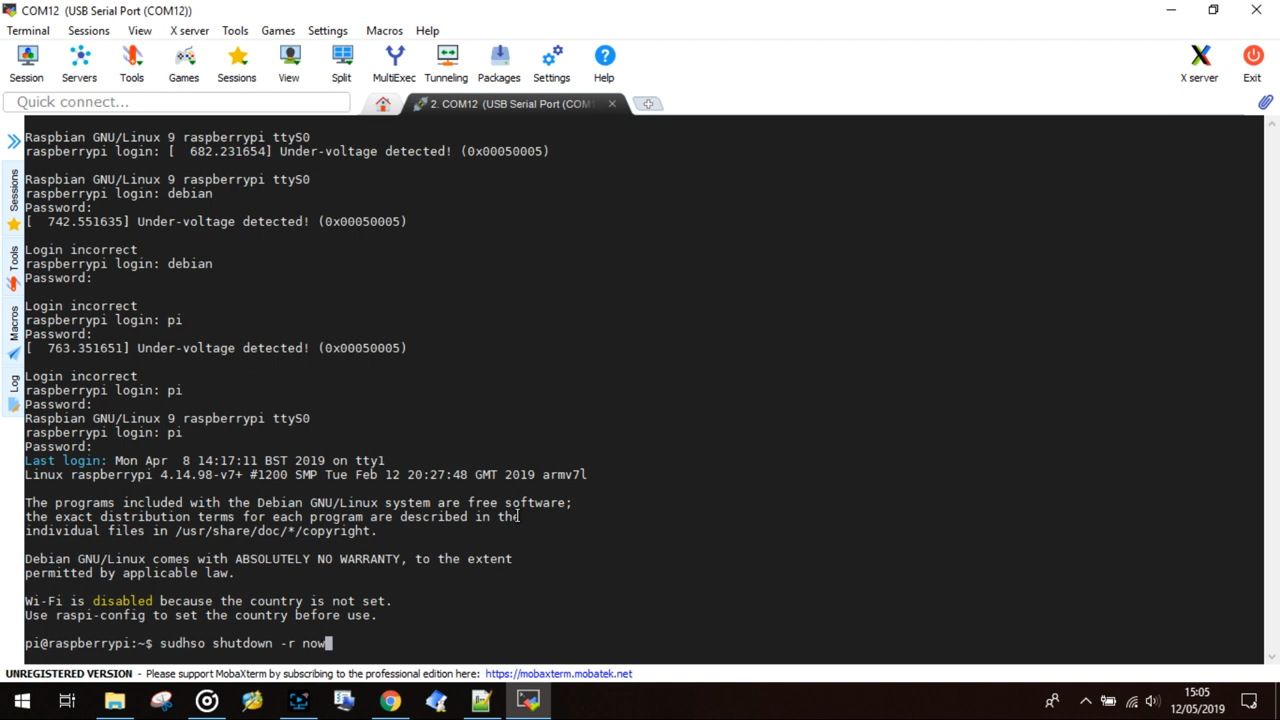 COM12 (USB Serial Port (COM12))
Terminal Sessions View X server Tools Games Settings Macros Help
Session Servers Tools Games Sessions View Split MultiExec Tunneling Packages Settings Help X server Exit
Quick connect...
2. COM12 (USB Serial Port (COM
Sessions
Tools
Macros
Log
Raspbian GNU/Linux 9 raspberrypi ttyS0
raspberrypi login: [  682.231654] Under-voltage detected! (0x00050005)
Raspbian GNU/Linux 9 raspberrypi ttyS0
raspberrypi login: debian
Password:
[  742.551635] Under-voltage detected! (0x00050005)
Login incorrect
raspberrypi login: debian
Password:
Login incorrect
raspberrypi login: pi
Password:
[  763.351651] Under-voltage detected! (0x00050005)
Login incorrect
raspberrypi login: pi
Password:
Raspbian GNU/Linux 9 raspberrypi ttyS0
raspberrypi login: pi
Password:
Last login: Mon Apr  8 14:17:11 BST 2019 on tty1
Linux raspberrypi 4.14.98-v7+ #1200 SMP Tue Feb 12 20:27:48 GMT 2019 armv7l
The programs included with the Debian GNU/Linux system are free software;
the exact distribution terms for each program are described in the
individual files in /usr/share/doc/*/copyright.
Debian GNU/Linux comes with ABSOLUTELY NO WARRANTY, to the extent
permitted by applicable law.
Wi-Fi is disabled because the country is not set.
Use raspi-config to set the country before use.
pi@raspberrypi:~$ sudhso shutdown -r now
UNREGISTERED VERSION - Please support MobaXterm by subscribing to the professional edition here: https://mobaxterm.mobatek.net
15:05
12/05/2019